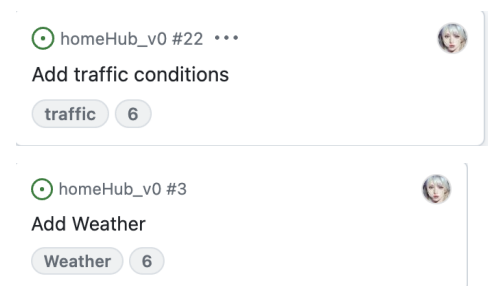 homeHub_v0 #22 •••
Add traffic conditions
traffic 6
homeHub_v0 #3
Add Weather
Weather 6